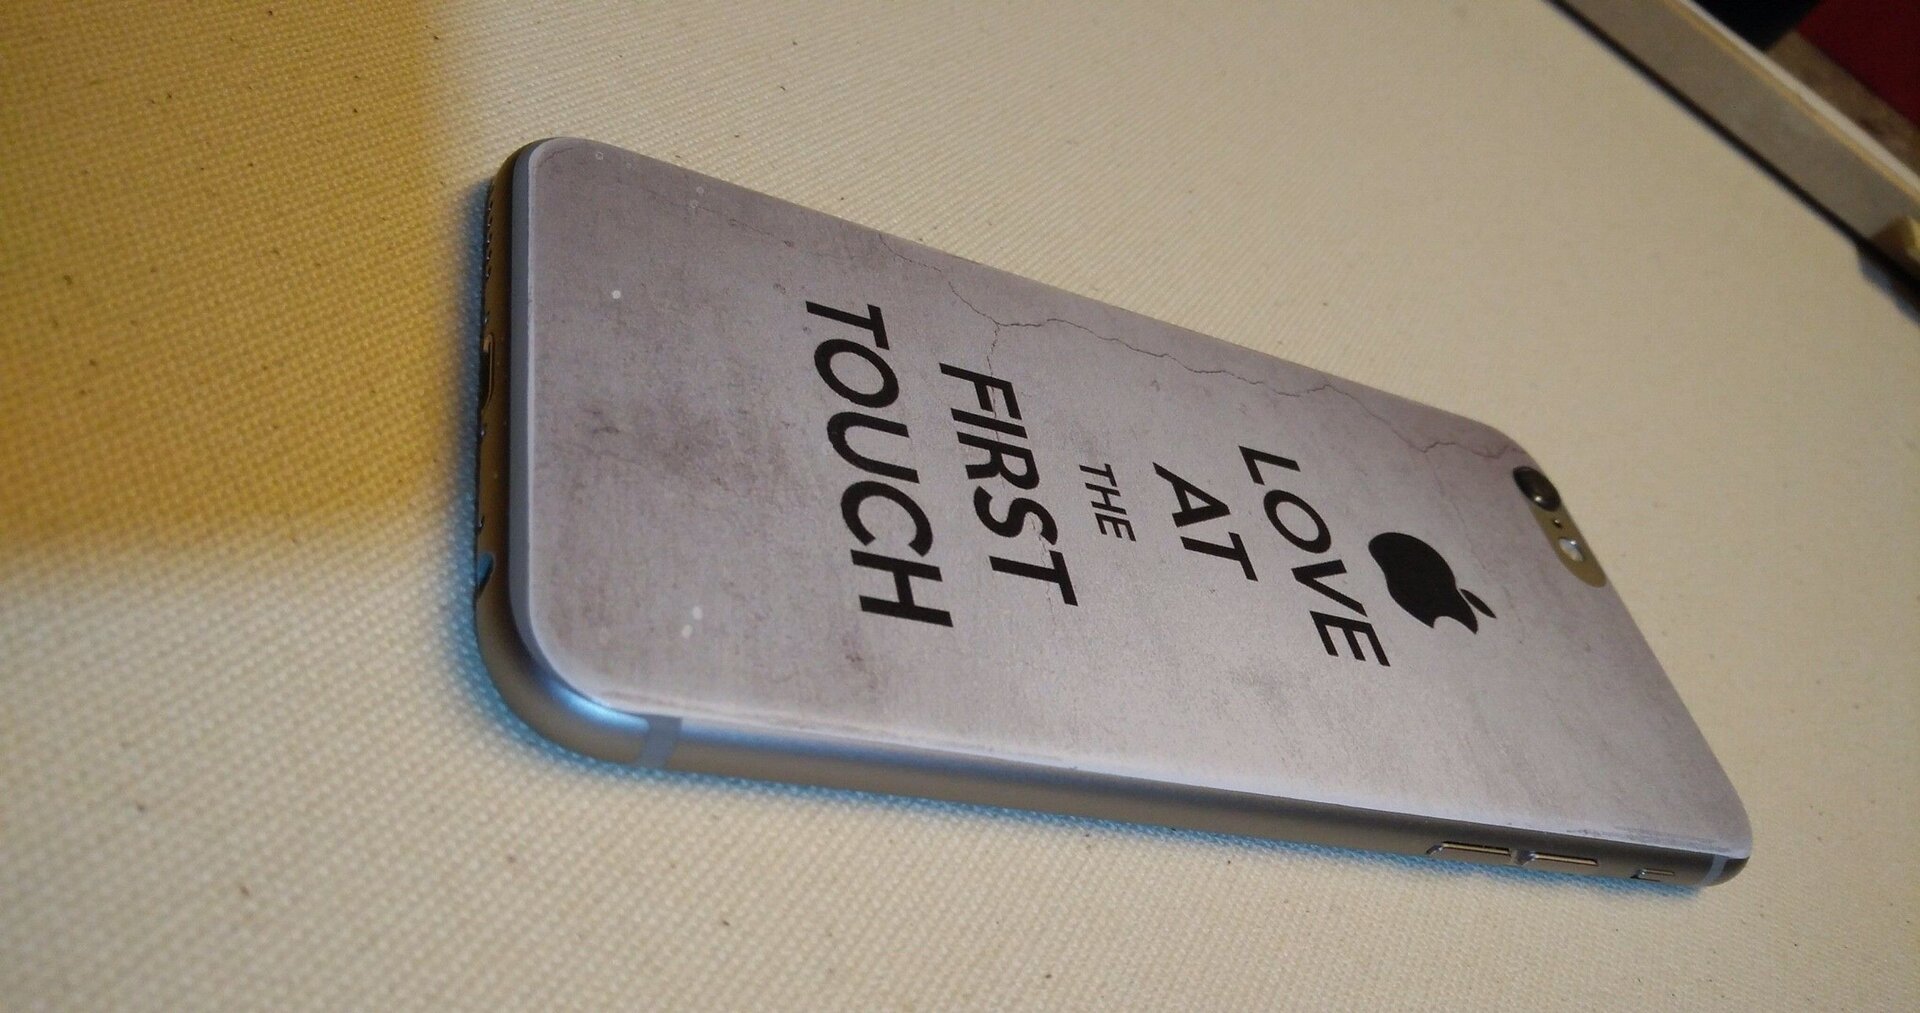 LOVE
AT
THE
FIRST
TOUCH